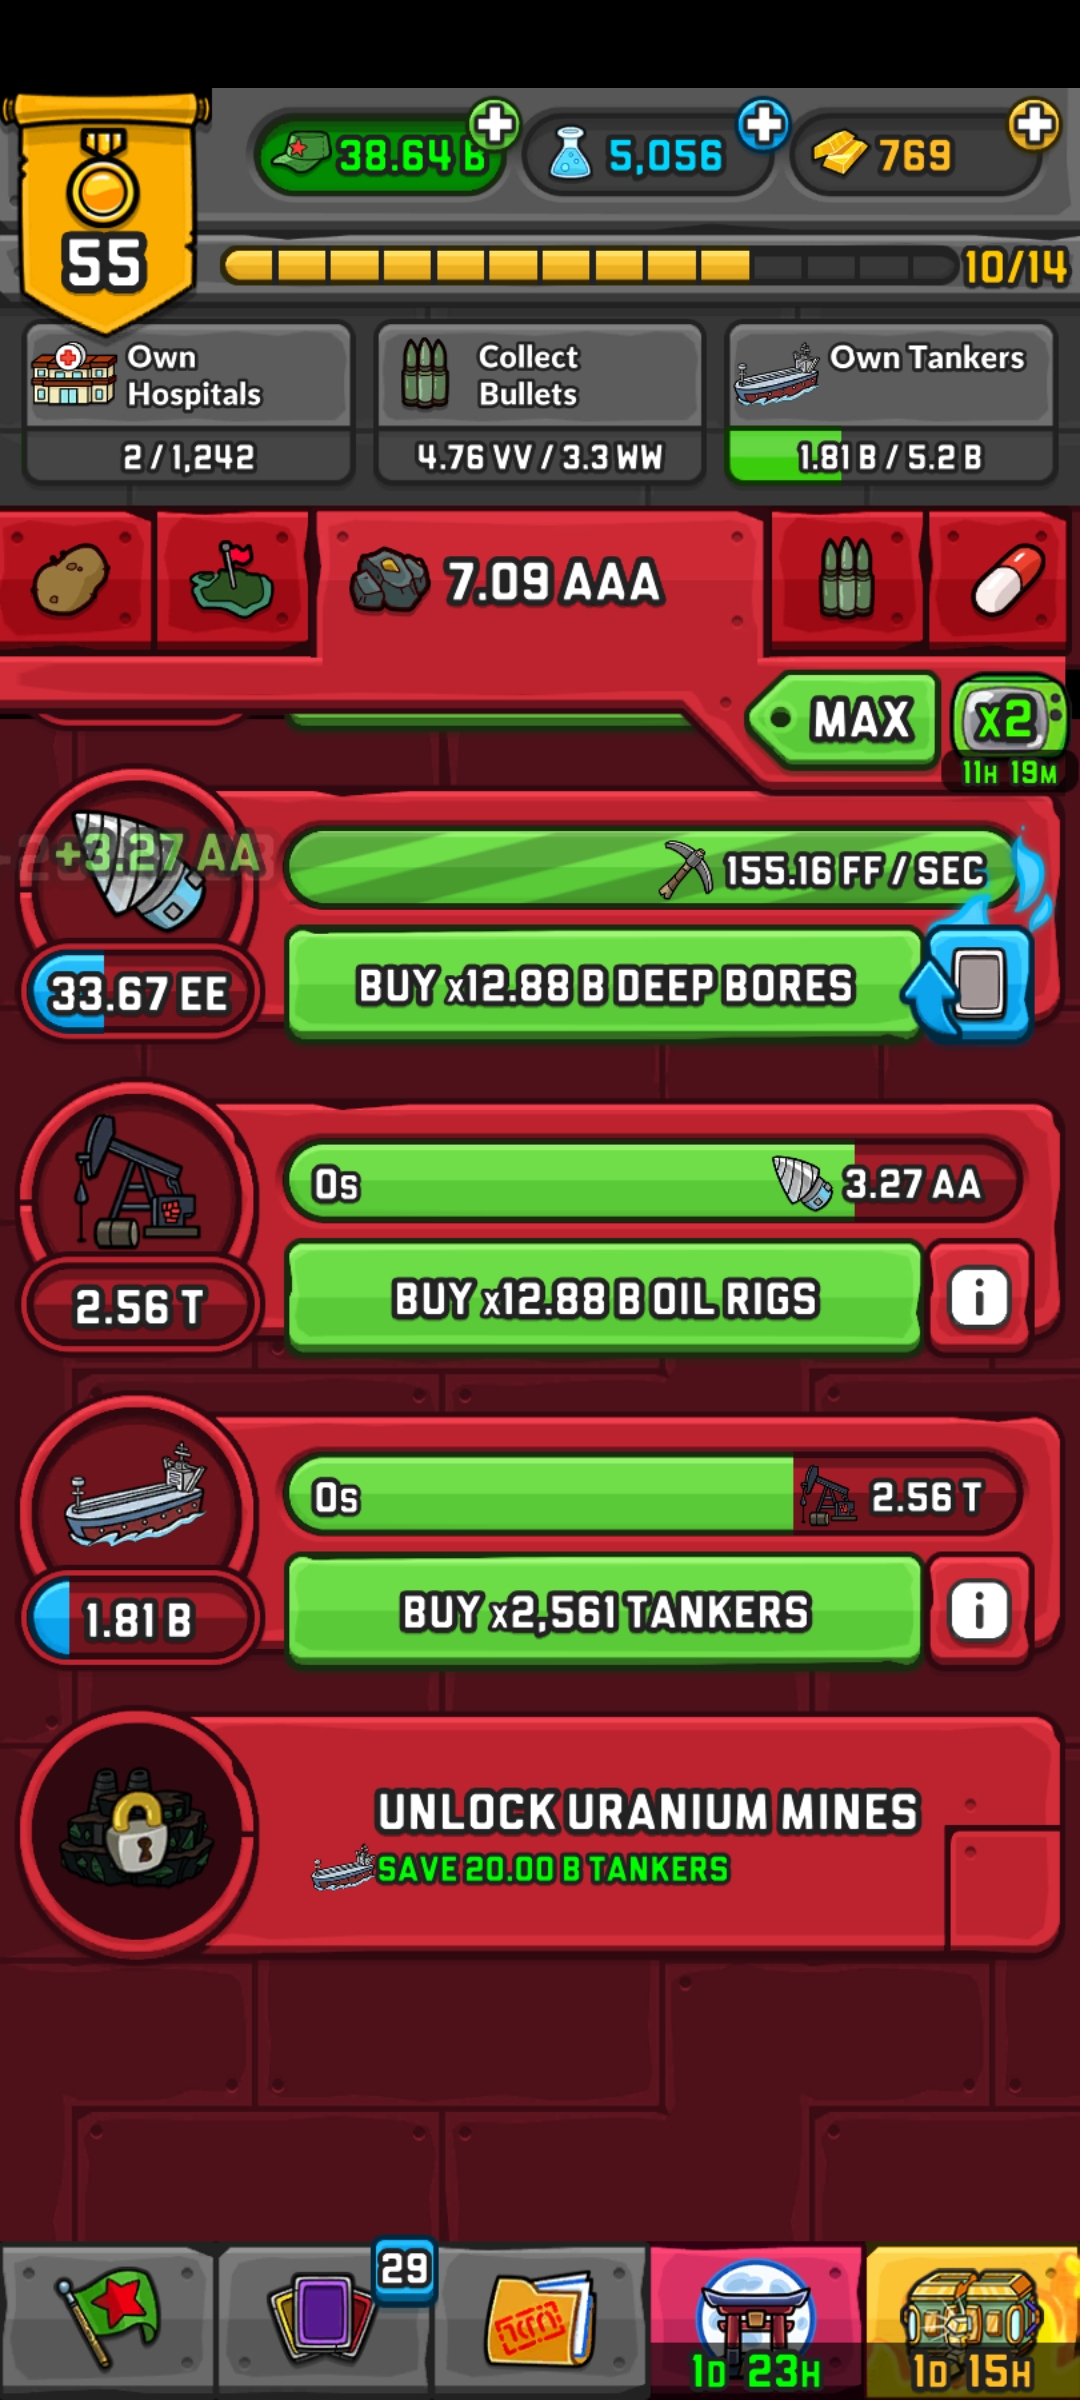 38.64 B
5,056
769
55
10/14
Own
Hospitals
2 / 1,242
Collect
Bullets
4.76 VV / 3.3 WW
Own Tankers
1.81 B / 5.2 B
7.09 AAA
MAX
x2
11H 19M
+3.27 AA
155.16 FF / SEC
33.67 EE
BUY x12.88 B DEEP BORES
0s
3.27 AA
2.56 T
BUY x12.88 B OIL RIGS
i
0s
2.56 T
1.81 B
BUY x2,561 TANKERS
i
UNLOCK URANIUM MINES
SAVE 20.00 B TANKERS
29
1D 23H
1D 15H